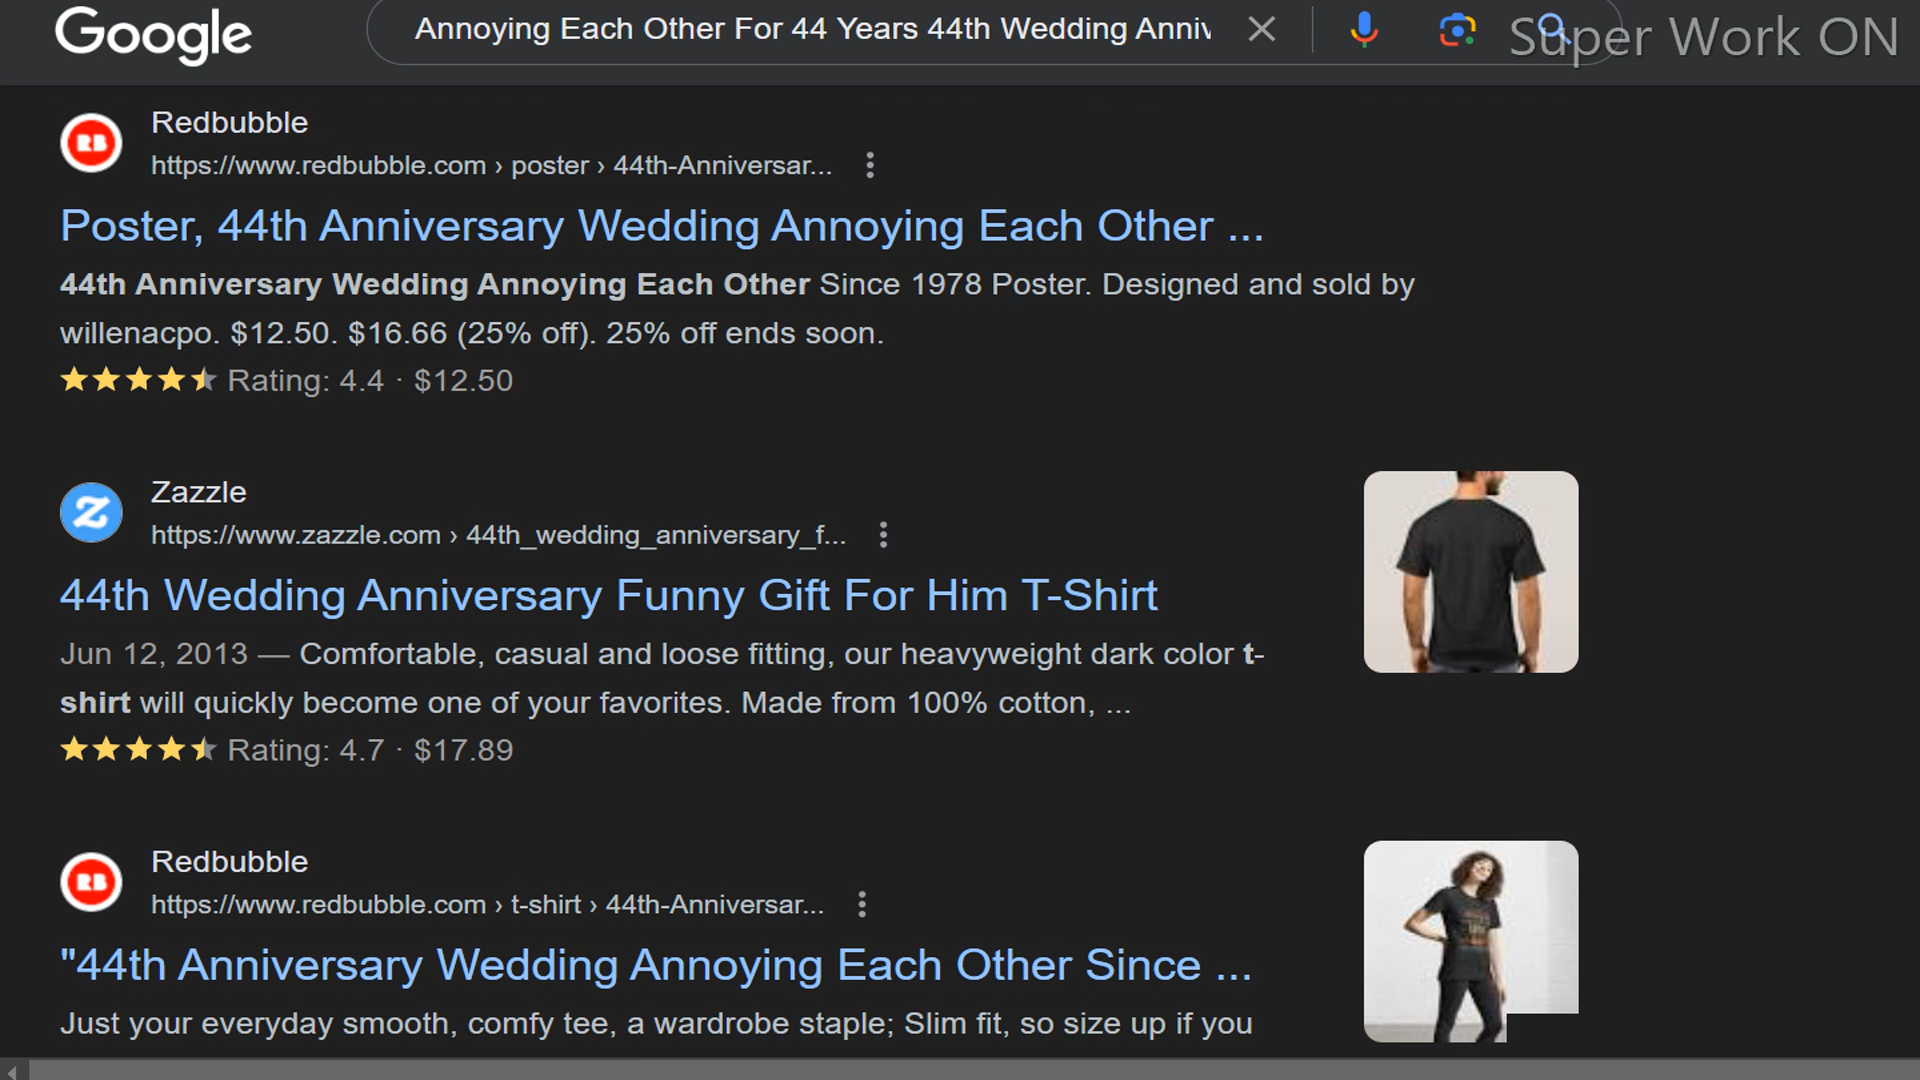 Google
Annoying Each Other For 44 Years 44th Wedding Anniv
Super Work ON
RB
Redbubble
https://www.redbubble.com › poster › 44th-Anniversar...
Poster, 44th Anniversary Wedding Annoying Each Other ...
44th Anniversary Wedding Annoying Each Other Since 1978 Poster. Designed and sold by
willenacpo. $12.50. $16.66 (25% off). 25% off ends soon.
Rating: 4.4 · $12.50
Z
Zazzle
https://www.zazzle.com › 44th_wedding_anniversary_f...
44th Wedding Anniversary Funny Gift For Him T-Shirt
Jun 12, 2013 — Comfortable, casual and loose fitting, our heavyweight dark color t-
shirt will quickly become one of your favorites. Made from 100% cotton, ...
Rating: 4.7 · $17.89
RB
Redbubble
https://www.redbubble.com › t-shirt › 44th-Anniversar...
"44th Anniversary Wedding Annoying Each Other Since ...
Just your everyday smooth, comfy tee, a wardrobe staple; Slim fit, so size up if you